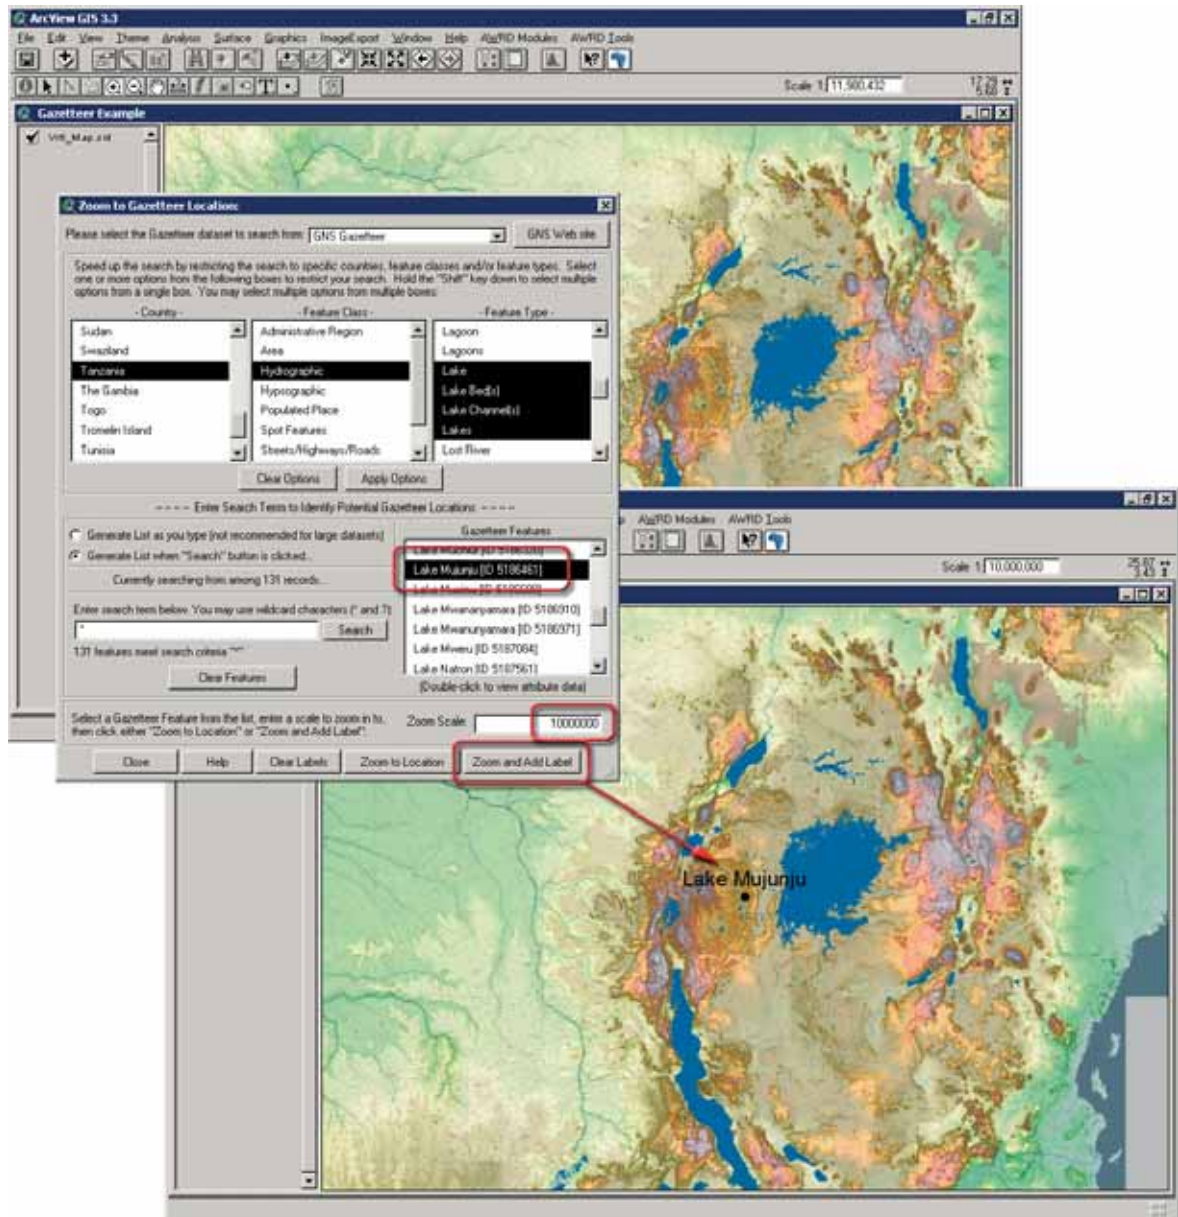 ArcView GIS 3.3
File Edit View Theme Analysis Surface Graphics ImageExport Window Help AWRD Modules AWRD Tools
Scale 1: 11,980,432
17.29
5.68
Gazetteer Example
Zoom to Gazetteer Location:
Please select the Gazetteer dataset to search from: GNS Gazetteer GNS Web site
Speed up the search by restricting the search to specific countries, feature classes and/or feature types. Select
one or more options from the following boxes to restrict your search. Hold the "Shift" key down to select multiple
options from a single box. You may select multiple options from multiple boxes:
- Country - - Feature Class - - Feature Type -
Sudan Administrative Region Lagoon
Swaziland Area Lagoons
Tanzania Hydrographic Lake
The Gambia Hypsographic Lake Bed(s)
Togo Populated Place Lake Channel(s)
Tromelin Island Spot Features Lakes
Tunisia Streets/Highways/Roads Lost River
Clear Options Apply Options
- - - - Enter Search Term to Identify Potential Gazetteer Locations: - - - -
Generate List as you type (not recommended for large datasets)
Generate List when "Search" button is clicked...
Currently searching from among 131 records...
Enter search term below. You may use wildcard characters (* and ?):
* Search
131 features meet search criteria "*"
Clear Features
Gazetteer Features
Lake Mujunju [ID 5186461]
Lake Mwananyamara [ID 5186910]
Lake Mwanunyamara [ID 5186971]
Lake Mweru [ID 5187084]
Lake Natron [ID 5187561]
(Double-click to view attribute data)
Select a Gazetteer Feature from the list, enter a scale to zoom in to,
then click either "Zoom to Location" or "Zoom and Add Label".
Zoom Scale: 10000000
Close Help Clear Labels Zoom to Location Zoom and Add Label
AWRD Modules AWRD Tools
Scale 1: 10,000,000
25.87
3.43
Lake Mujunju